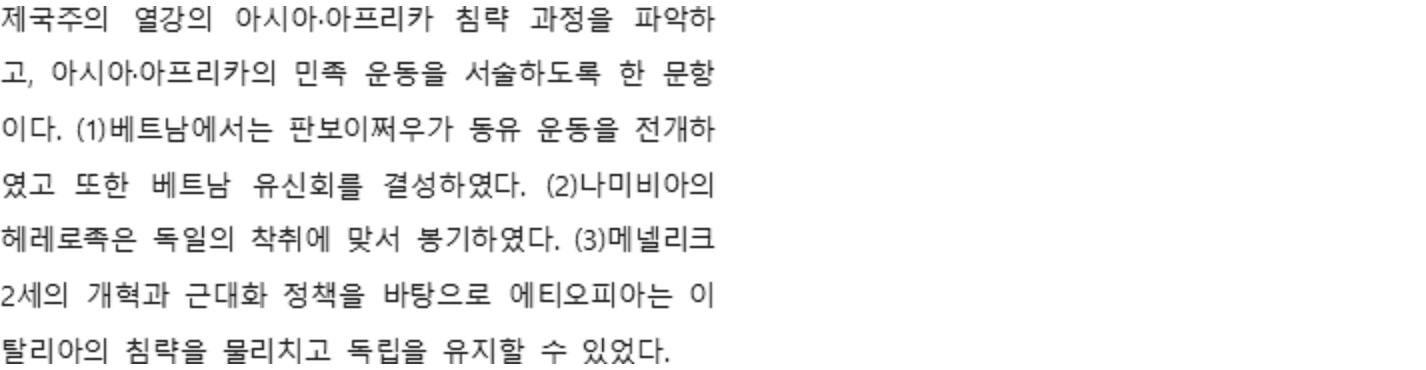 제국주의 열강의 아시아·아프리카 침략 과정을 파악하
고, 아시아·아프리카의 민족 운동을 서술하도록 한 문항
이다. (1)베트남에서는 판보이쩌우가 동유 운동을 전개하
였고 또한 베트남 유신회를 결성하였다. (2)나미비아의
헤레로족은 독일의 착취에 맞서 봉기하였다. (3)메넬리크
2세의 개혁과 근대화 정책을 바탕으로 에티오피아는 이
탈리아의 침략을 물리치고 독립을 유지할 수 있었다.